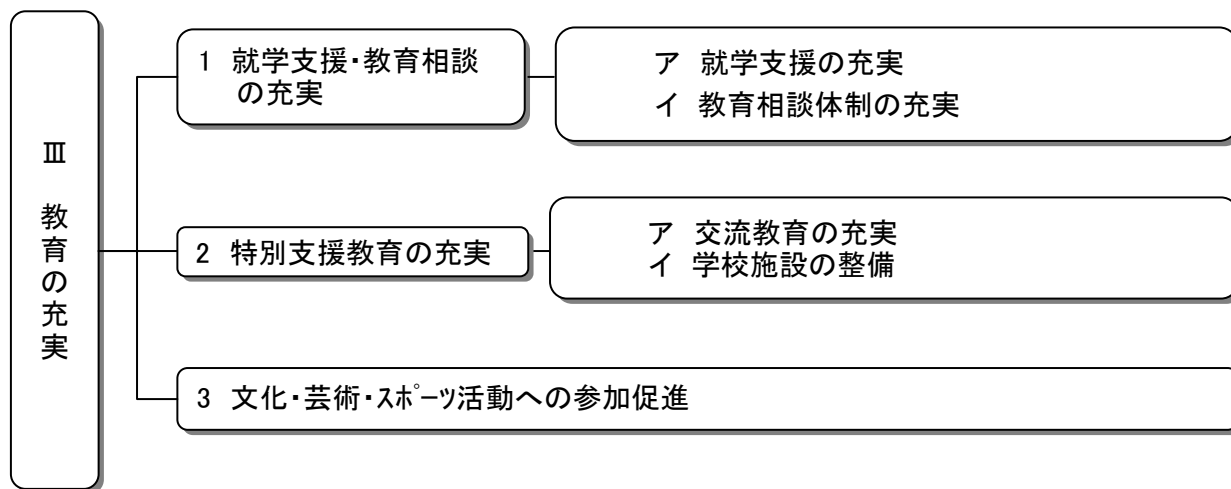 Ⅲ 教育の充実
1 就学支援・教育相談
の充実
ア 就学支援の充実
イ 教育相談体制の充実
2 特別支援教育の充実
ア 交流教育の充実
イ 学校施設の整備
3 文化・芸術・ｽﾎﾟｰﾂ活動への参加促進